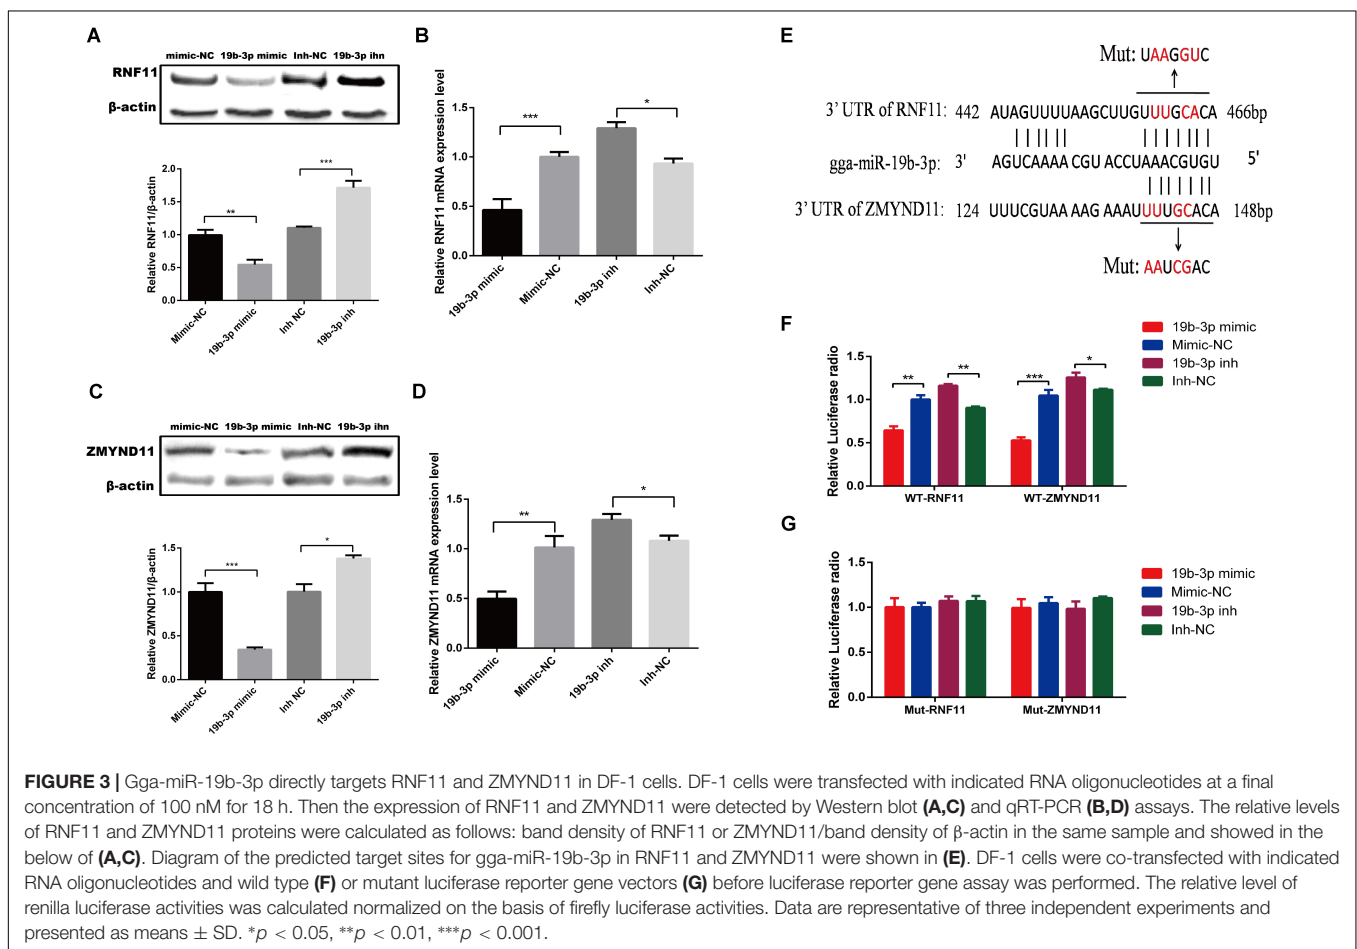 A
mimic-NC 19b-3p mimic Inh-NC 19b-3p ihn
RNF11
β-actin
Relative RNF11/β-actin
2.0
1.5
1.0
0.5
0.0
**
***
Mimic-NC
19b-3p mimic
Inh NC
19b-3p inh
B
Relative RNF11 mRNA expression level
1.5
1.0
0.5
0.0
***
*
19b-3p mimic
Mimic-NC
19b-3p inh
Inh-NC
C
mimic-NC 19b-3p mimic Inh-NC 19b-3p ihn
ZMYND11
β-actin
Relative ZMYND11/β-actin
1.5
1.0
0.5
0.0
***
*
Mimic-NC
19b-3p mimic
Inh NC
19b-3p inh
D
Relative ZMYND11 mRNA expression level
1.5
1.0
0.5
0.0
**
*
19b-3p mimic
Mimic-NC
19b-3p inh
Inh-NC
E
Mut: UAAGGUC
3' UTR of RNF11: 442 AUAGUUUUAAGCUUGUUUGCACA 466bp
gga-miR-19b-3p: 3' AGUCAAAA CGUACCUAAACGUGU 5'
3' UTR of ZMYND11: 124 UUUCGUAAAAGAAAUUUUGCACA 148bp
Mut: AAUCGAC
F
Relative Luciferase radio
1.5
1.0
0.5
0.0
** ** *** *
WT-RNF11 WT-ZMYND11
19b-3p mimic
Mimic-NC
19b-3p inh
Inh-NC
G
Relative Luciferase radio
1.5
1.0
0.5
0.0
Mut-RNF11 Mut-ZMYND11
19b-3p mimic
Mimic-NC
19b-3p inh
Inh-NC
FIGURE 3 | Gga-miR-19b-3p directly targets RNF11 and ZMYND11 in DF-1 cells. DF-1 cells were transfected with indicated RNA oligonucleotides at a final
concentration of 100 nM for 18 h. Then the expression of RNF11 and ZMYND11 were detected by Western blot (A,C) and qRT-PCR (B,D) assays. The relative levels
of RNF11 and ZMYND11 proteins were calculated as follows: band density of RNF11 or ZMYND11/band density of β-actin in the same sample and showed in the
below of (A,C). Diagram of the predicted target sites for gga-miR-19b-3p in RNF11 and ZMYND11 were shown in (E). DF-1 cells were co-transfected with indicated
RNA oligonucleotides and wild type (F) or mutant luciferase reporter gene vectors (G) before luciferase reporter gene assay was performed. The relative level of
renilla luciferase activities was calculated normalized on the basis of firefly luciferase activities. Data are representative of three independent experiments and
presented as means ± SD. *p < 0.05, **p < 0.01, ***p < 0.001.